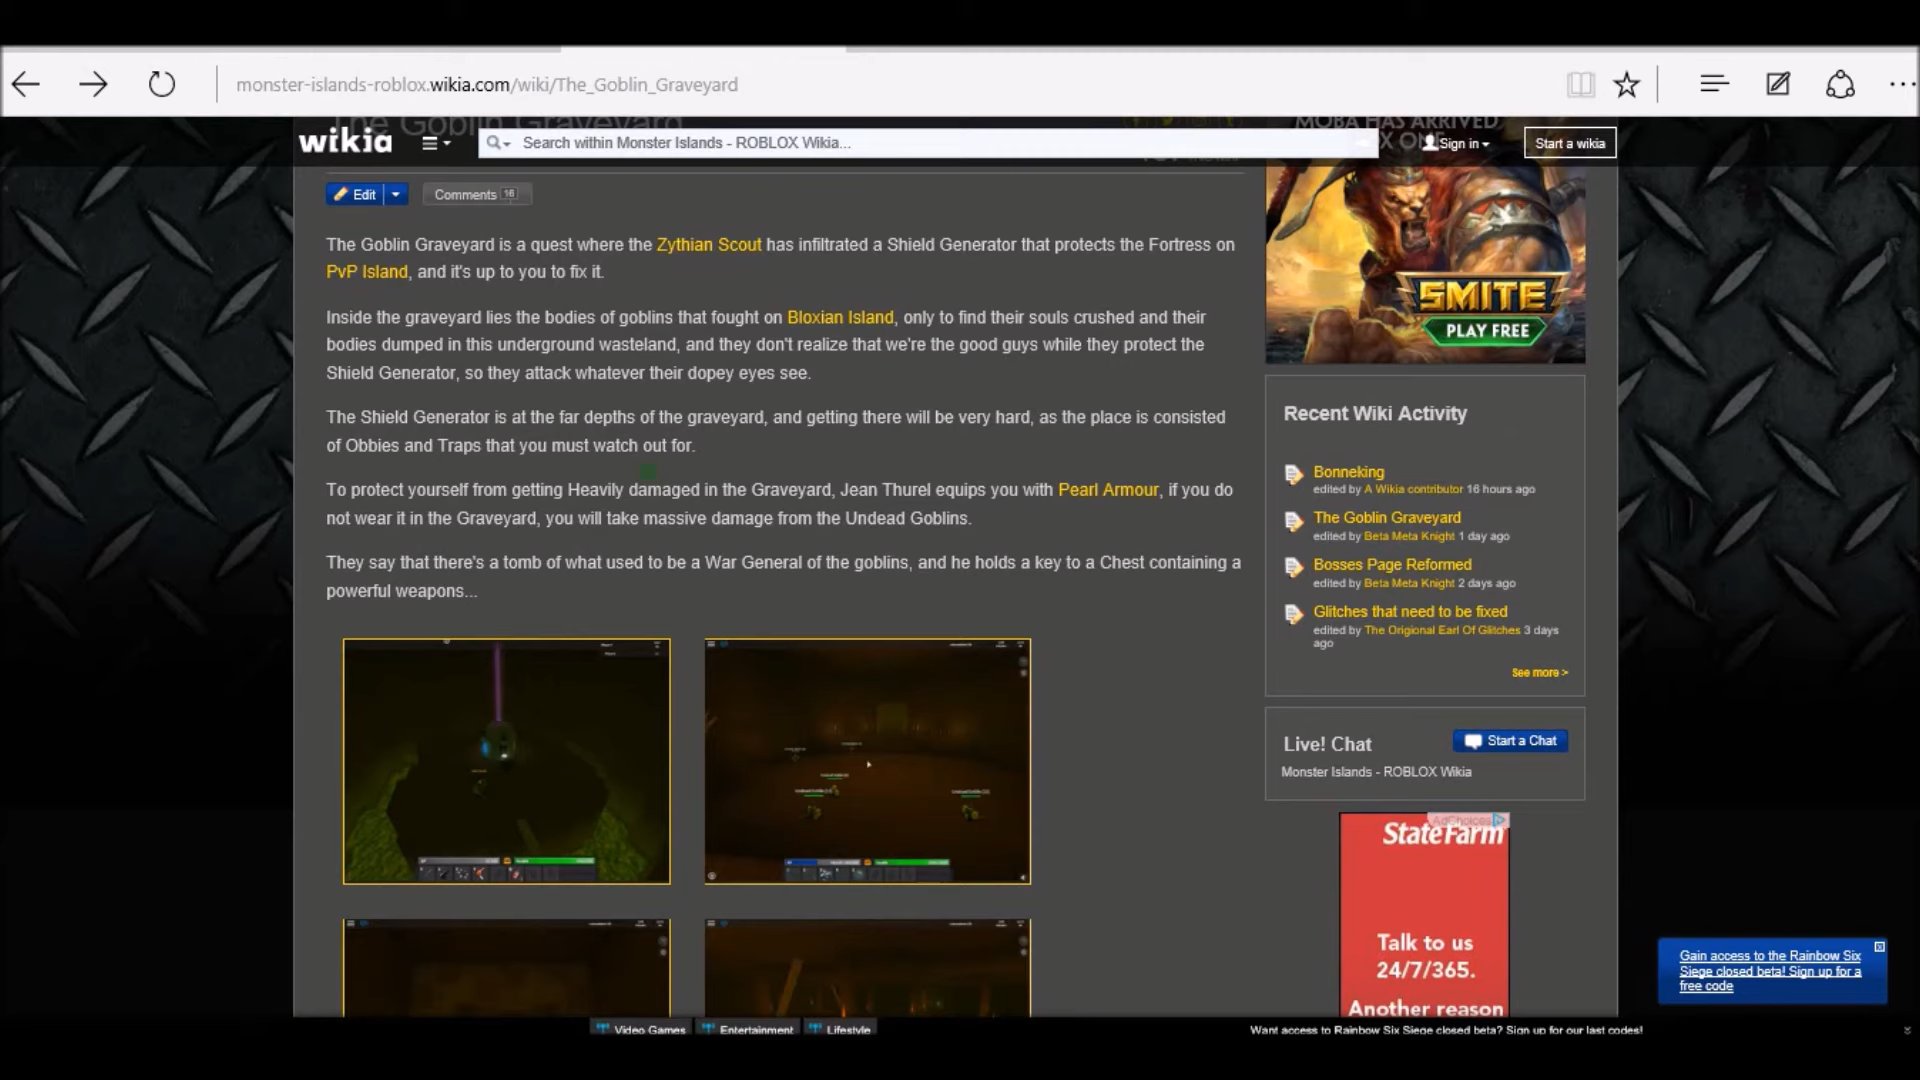 monster-islands-roblox.wikia.com/wiki/The_Goblin_Graveyard
The Goblin Graveyard
MOBA HAS ARRIVED
wikia
Search within Monster Islands - ROBLOX Wikia...
Sign in
Start a wikia
Edit
Comments 16
The Goblin Graveyard is a quest where the Zythian Scout has infiltrated a Shield Generator that protects the Fortress on
PvP Island, and it's up to you to fix it.
Inside the graveyard lies the bodies of goblins that fought on Bloxian Island, only to find their souls crushed and their
bodies dumped in this underground wasteland, and they don't realize that we're the good guys while they protect the
Shield Generator, so they attack whatever their dopey eyes see.
The Shield Generator is at the far depths of the graveyard, and getting there will be very hard, as the place is consisted
of Obbies and Traps that you must watch out for.
To protect yourself from getting Heavily damaged in the Graveyard, Jean Thurel equips you with Pearl Armour, if you do
not wear it in the Graveyard, you will take massive damage from the Undead Goblins.
They say that there's a tomb of what used to be a War General of the goblins, and he holds a key to a Chest containing a
powerful weapons...
SMITE
PLAY FREE
Recent Wiki Activity
Bonneking
edited by A Wikia contributor 16 hours ago
The Goblin Graveyard
edited by Beta Meta Knight 1 day ago
Bosses Page Reformed
edited by Beta Meta Knight 2 days ago
Glitches that need to be fixed
edited by The Origional Earl Of Glitches 3 days
ago
See more >
Live! Chat
Start a Chat
Monster Islands - ROBLOX Wikia
AdChoices
StateFarm
Talk to us
24/7/365.
Another reason
Gain access to the Rainbow Six
Siege closed beta! Sign up for a
free code
Video Games
Entertainment
Lifestyle
Want access to Rainbow Six Siege closed beta? Sign up for our last codes!